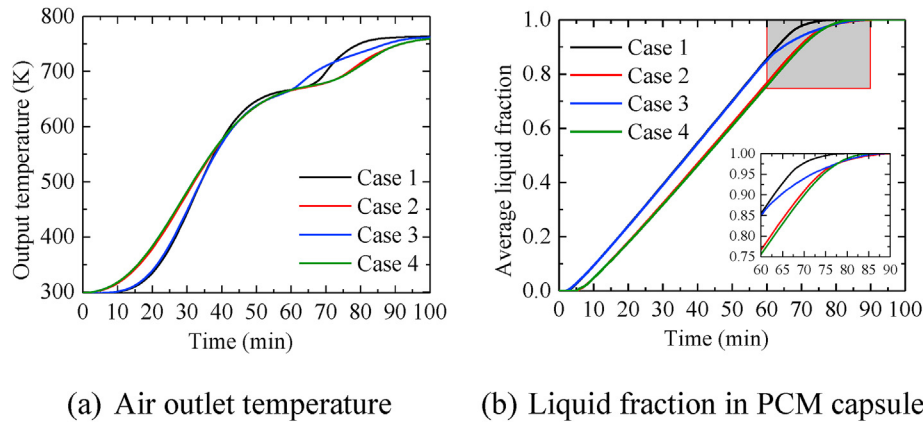 800
700
600
500
400
300
Output temperature (K)
Case 1
Case 2
Case 3
Case 4
0 10 20 30 40 50 60 70 80 90 100
Time (min)
(a) Air outlet temperature
1.0
0.8
0.6
0.4
0.2
0.0
Average liquid fraction
Case 1
Case 2
Case 3
Case 4
1.00
0.95
0.90
0.85
0.80
0.75
60 65 70 75 80 85 90
0 10 20 30 40 50 60 70 80 90 100
Time (min)
(b) Liquid fraction in PCM capsule